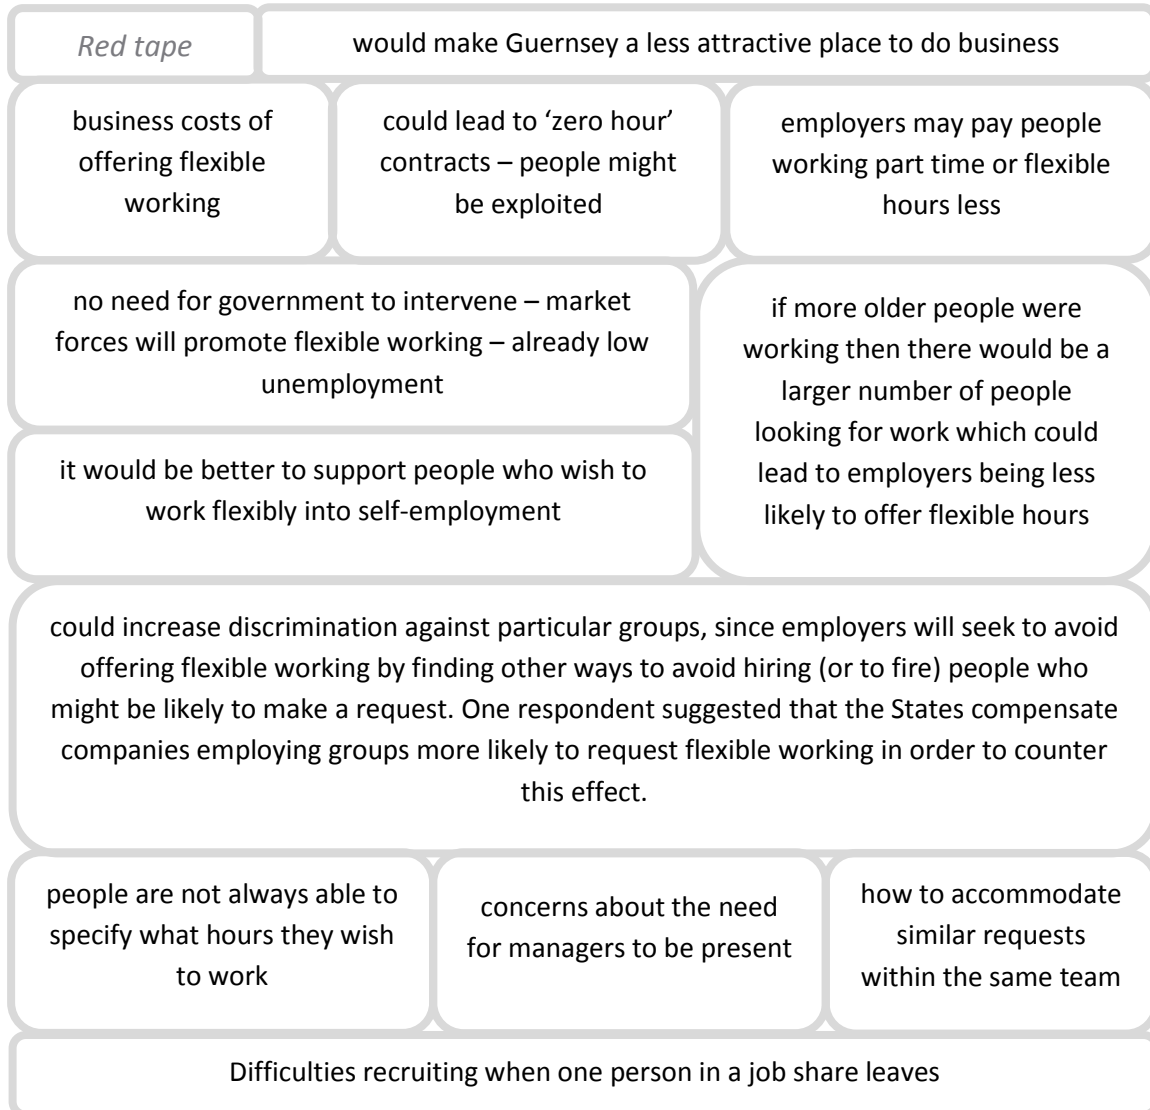 Red tape
would make Guernsey a less attractive place to do business
business costs of
offering flexible
working
could lead to ‘zero hour’
contracts – people might
be exploited
employers may pay people
working part time or flexible
hours less
no need for government to intervene – market
forces will promote flexible working – already low
unemployment
it would be better to support people who wish to
work flexibly into self-employment
if more older people were
working then there would be a
larger number of people
looking for work which could
lead to employers being less
likely to offer flexible hours
could increase discrimination against particular groups, since employers will seek to avoid
offering flexible working by finding other ways to avoid hiring (or to fire) people who
might be likely to make a request. One respondent suggested that the States compensate
companies employing groups more likely to request flexible working in order to counter
this effect.
people are not always able to
specify what hours they wish
to work
concerns about the need
for managers to be present
how to accommodate
similar requests
within the same team
Difficulties recruiting when one person in a job share leaves